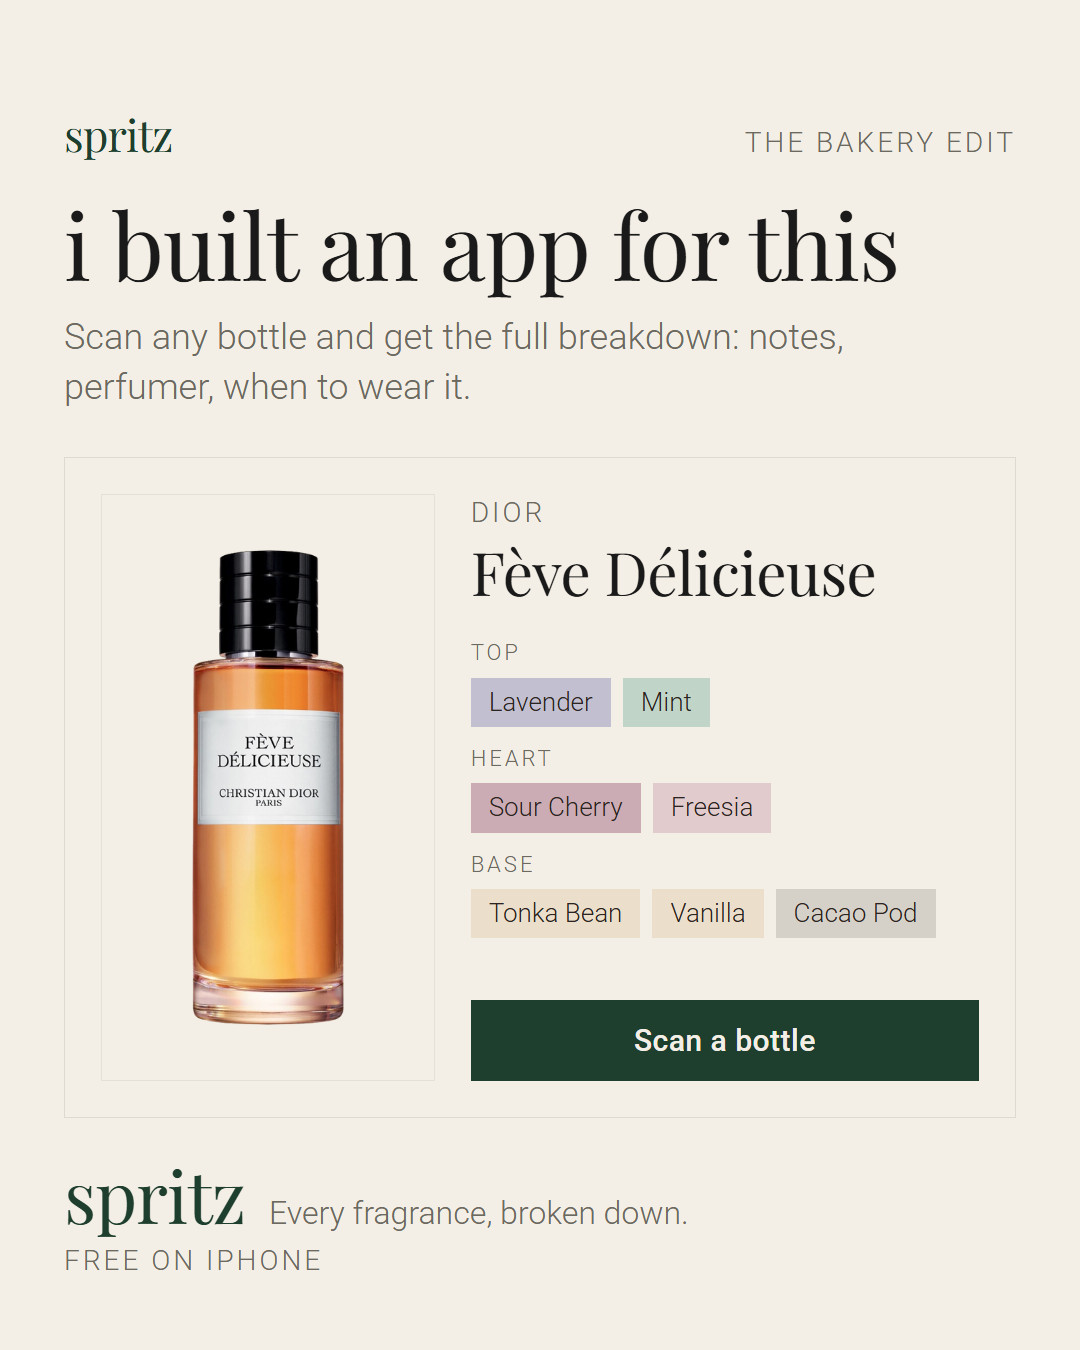 spritz
THE BAKERY EDIT
i built an app for this
Scan any bottle and get the full breakdown: notes,
perfumer, when to wear it.
FÈVE
DÉLICIEUSE
CHRISTIAN DIOR
PARIS
DIOR
Fève Délicieuse
TOP
Lavender Mint
HEART
Sour Cherry Freesia
BASE
Tonka Bean Vanilla Cacao Pod
Scan a bottle
spritz Every fragrance, broken down.
FREE ON IPHONE